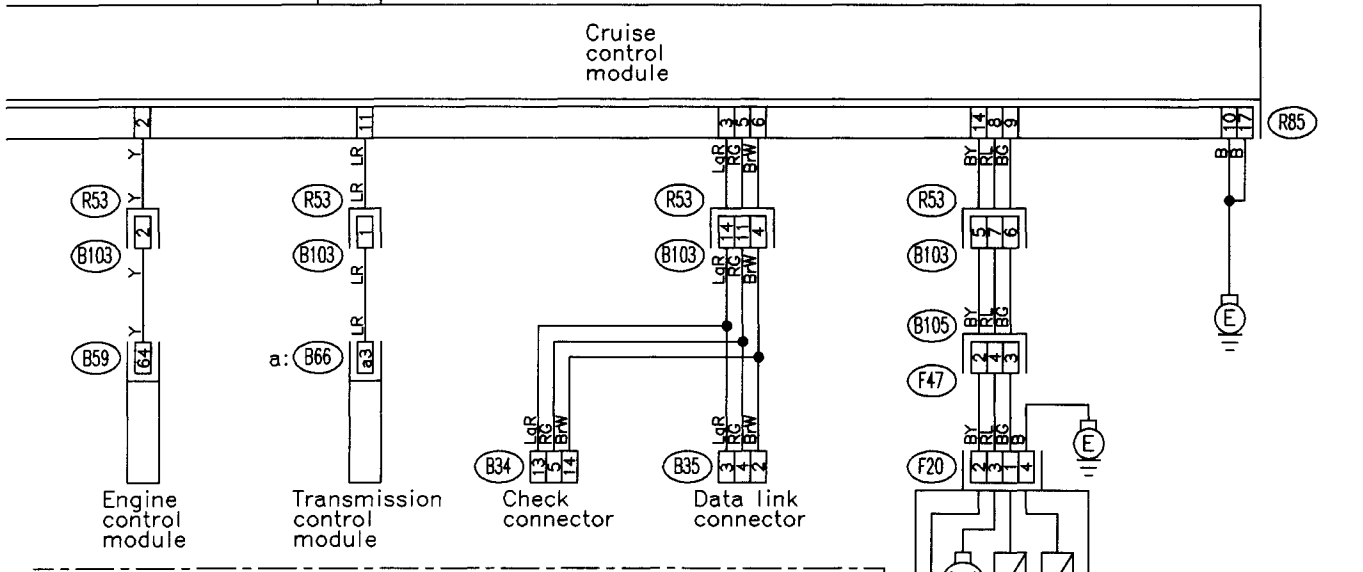 Cruise
control
module
2
11
3 5 6
14 8 9
10 17
R85
Y
LR
LgR RG BrW
BY RL BG
B B
R53
Y
R53
LR
R53
R53
2
1
14 11 4
5 7 6
B103
Y
B103
LR
B103
LgR RG BrW
B103
E
Y
LR
B105
BY RL BG
B59
64
a: B66
a3
2 4 3
F47
LgR RG BrW
LgR RG BrW
BY RL BG B
E
B34
13 5 14
B35
3 4 2
F20
2 3 1 4
Engine
control
module
Transmission
control
module
Check
connector
Data link
connector